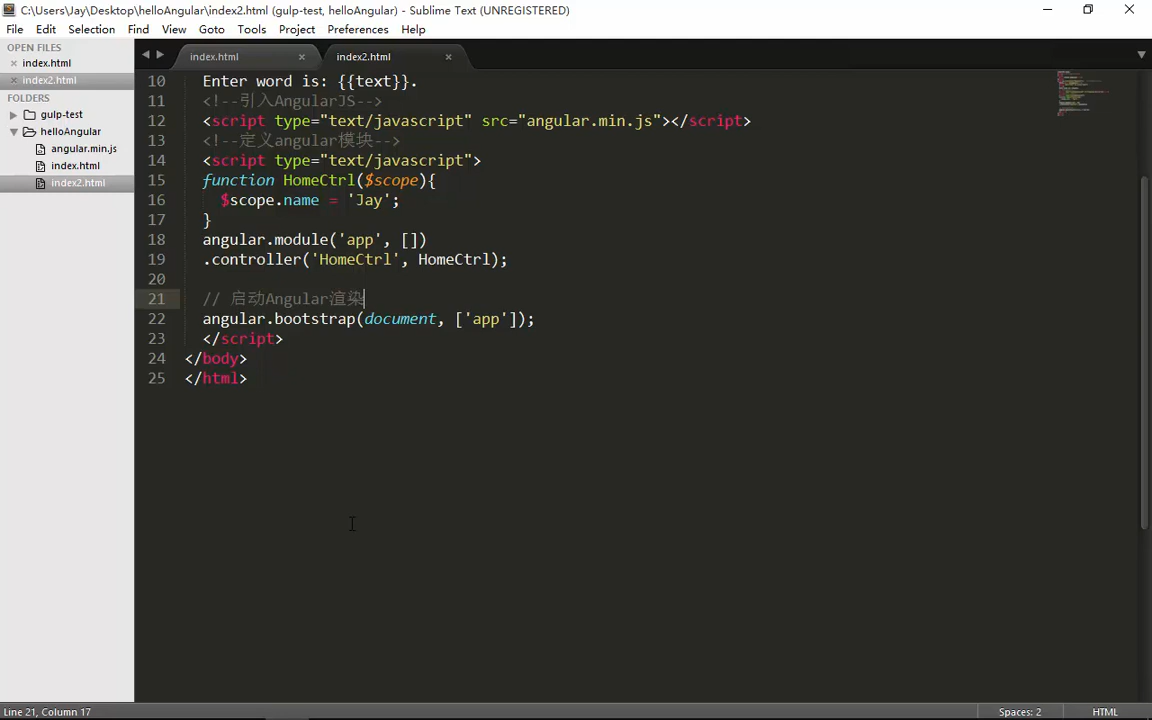 C:\Users\Jay\Desktop\helloAngular\index2.html (gulp-test, helloAngular) - Sublime Text (UNREGISTERED)
File Edit Selection Find View Goto Tools Project Preferences Help
OPEN FILES
index.html
index2.html
FOLDERS
gulp-test
helloAngular
angular.min.js
index.html
index2.html
index.html index2.html
10 Enter word is: {{text}}.
11 <!--引入AngularJS-->
12 <script type="text/javascript" src="angular.min.js"></script>
13 <!--定义angular模块-->
14 <script type="text/javascript">
15 function HomeCtrl($scope){
16 $scope.name = 'Jay';
17 }
18 angular.module('app', [])
19 .controller('HomeCtrl', HomeCtrl);
20
21 // 启动Angular渲染
22 angular.bootstrap(document, ['app']);
23 </script>
24 </body>
25 </html>
Line 21, Column 17 Spaces: 2 HTML